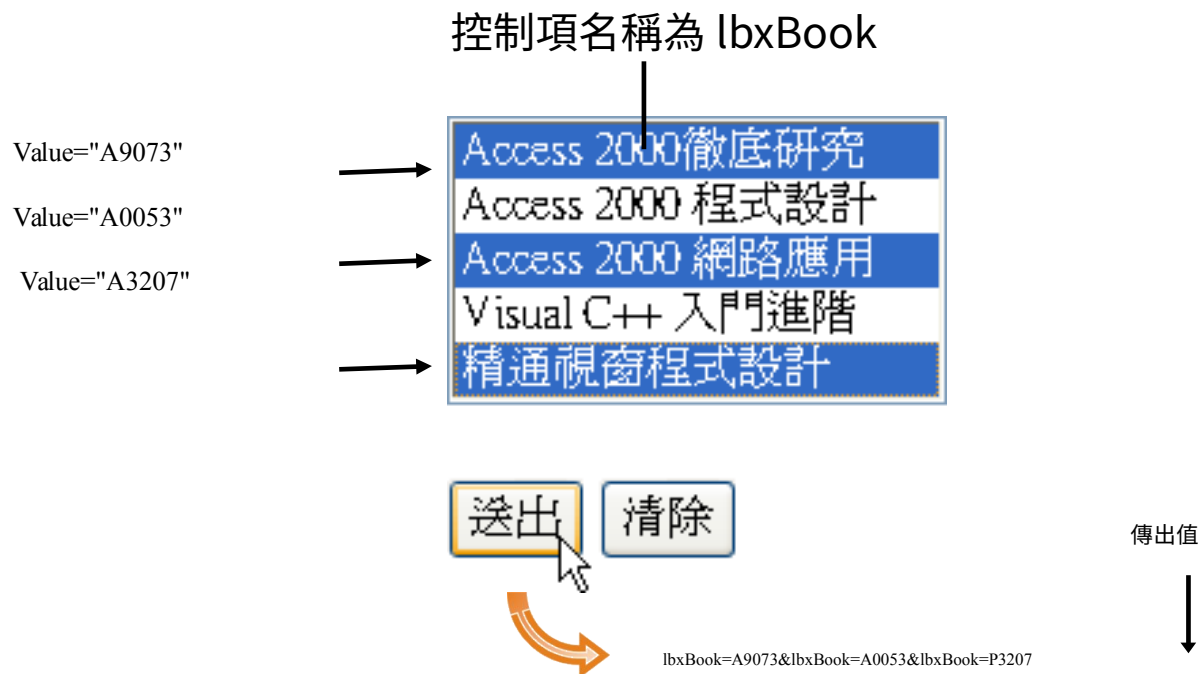 控制項名稱為 lbxBook
Value="A9073"
Value="A0053"
Value="A3207"
Access 2000徹底研究
Access 2000 程式設計
Access 2000 網路應用
Visual C++ 入門進階
精通視窗程式設計
送出 清除
傳出值
lbxBook=A9073&lbxBook=A0053&lbxBook=P3207